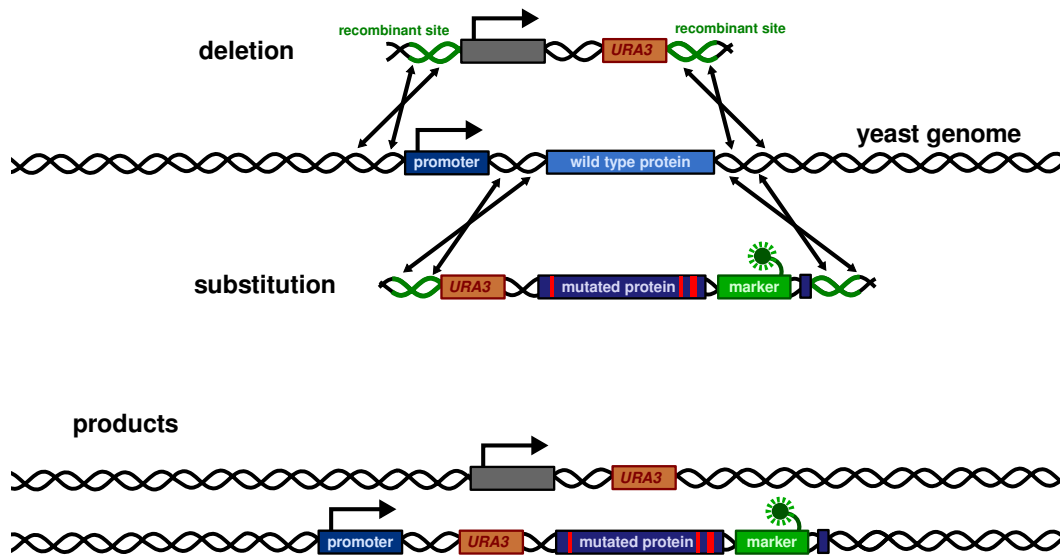 recombinant site
recombinant site
deletion
URA3
yeast genome
promoter
wild type protein
substitution
URA3
mutated protein
marker
products
URA3
promoter
URA3
mutated protein
marker